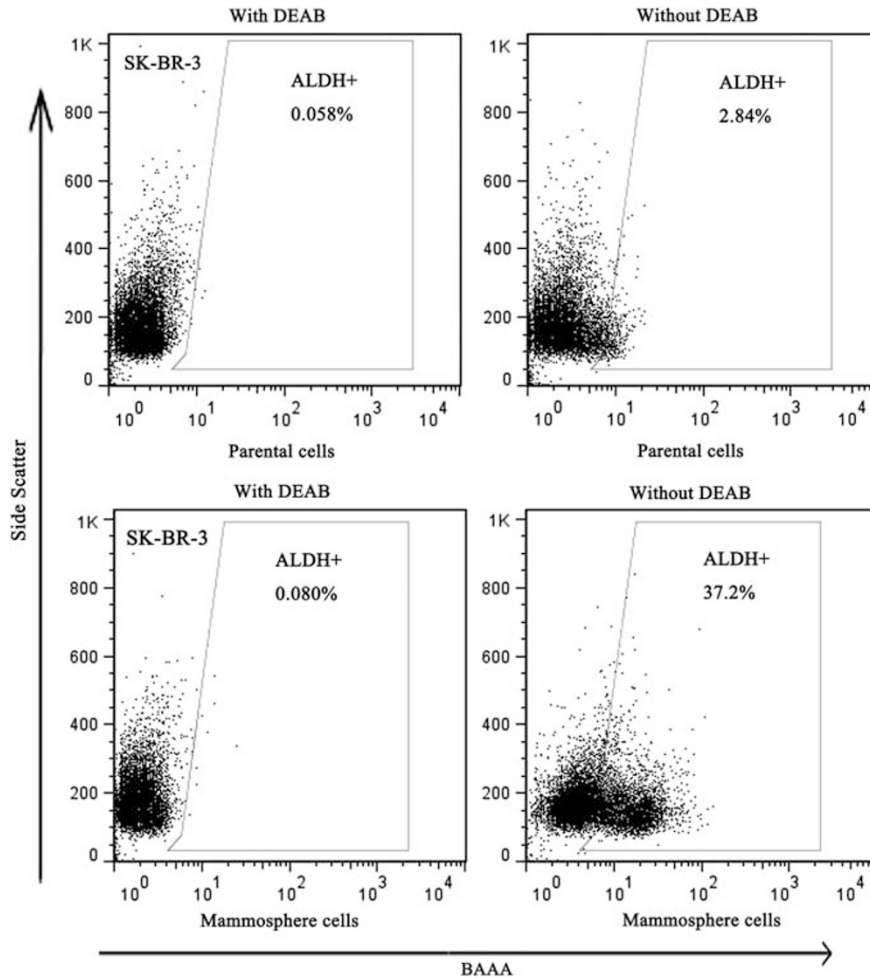 With DEAB
Without DEAB
SK-BR-3
ALDH+
0.058%
ALDH+
2.84%
1K
800
600
400
200
0
10^0
10^1
10^2
10^3
10^4
Parental cells
1K
800
600
400
200
0
10^0
10^1
10^2
10^3
10^4
Parental cells
Side Scatter
With DEAB
Without DEAB
SK-BR-3
ALDH+
0.080%
ALDH+
37.2%
1K
800
600
400
200
0
10^0
10^1
10^2
10^3
10^4
Mammosphere cells
1K
800
600
400
200
0
10^0
10^1
10^2
10^3
10^4
Mammosphere cells
BAAA